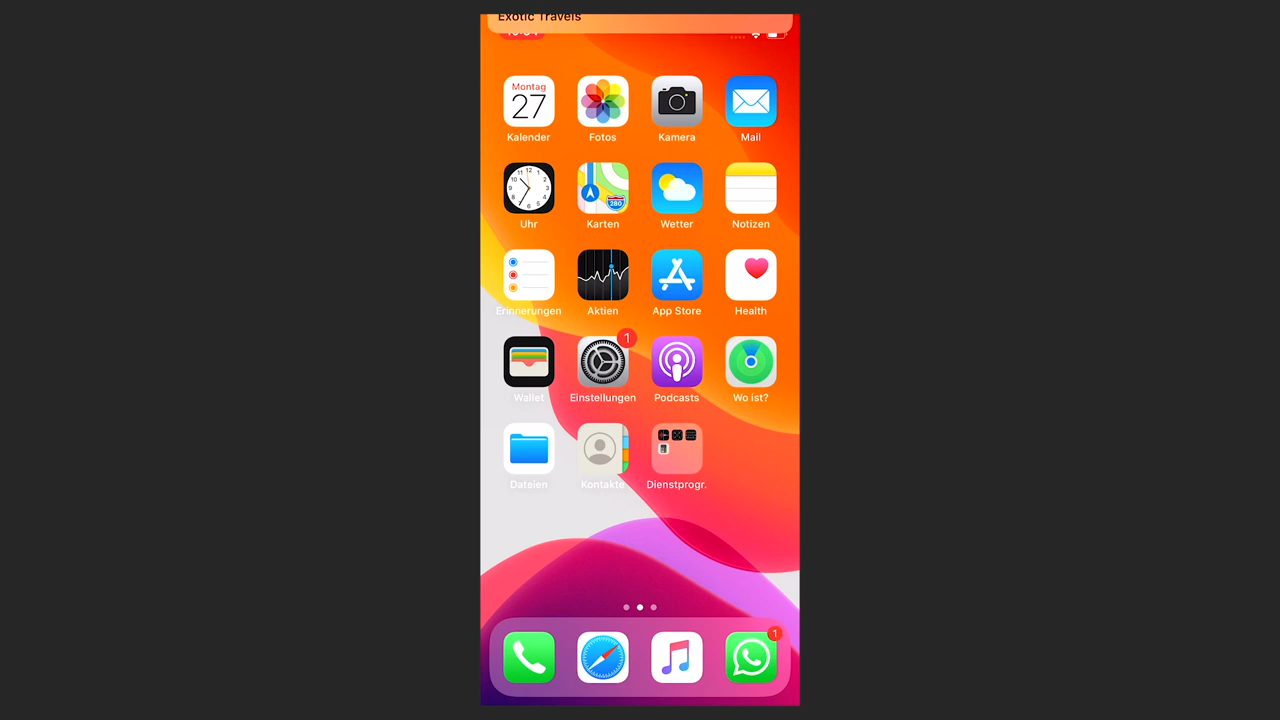 Exotic Travels
Montag
27
Kalender
Fotos
Kamera
Mail
Uhr
280
Karten
Wetter
Notizen
Erinnerungen
Aktien
App Store
Health
1
Wallet
Einstellungen
Podcasts
Wo ist?
Dateien
Kontakte
Dienstprogr.
1